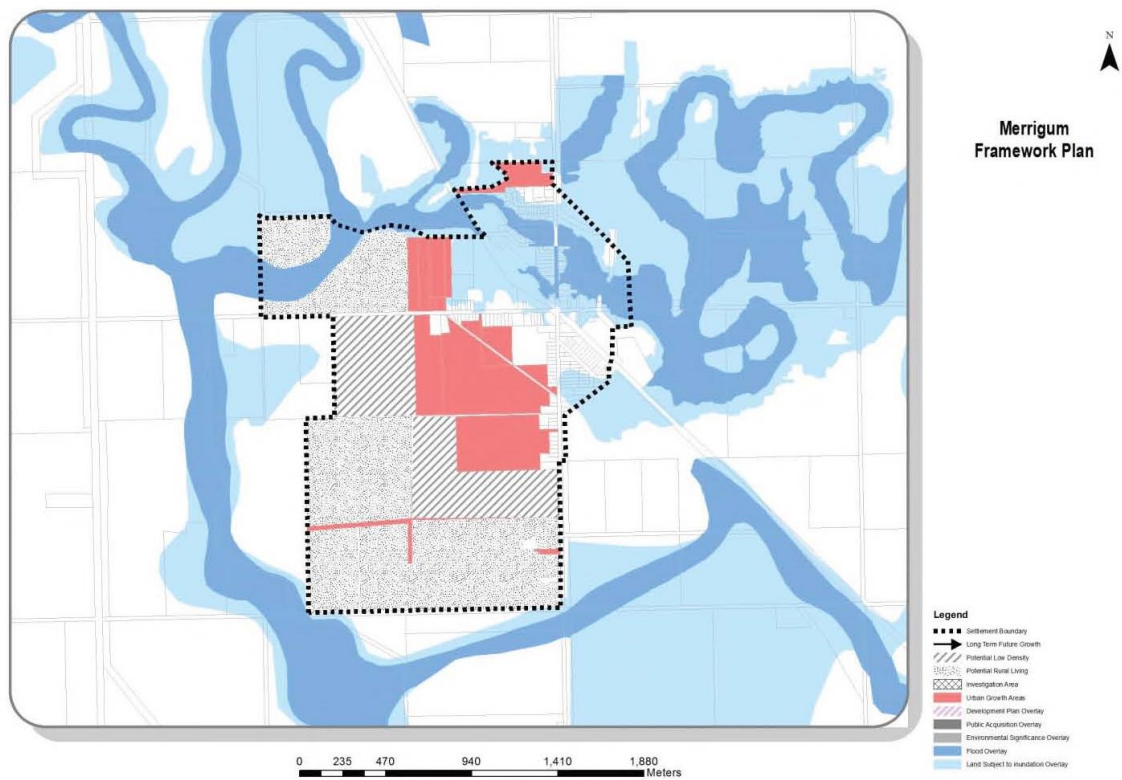 N
Merrigum
Framework Plan
Legend
Settlement Boundary
Long Term Future Growth
Potential Low Density
Potential Rural Living
Investigation Area
Urban Growth Areas
Development Plan Overlay
Public Acquisition Overlay
Environmental Significance Overlay
Flood Overlay
Land Subject to inundation Overlay
0 235 470 940 1,410 1,880
Meters